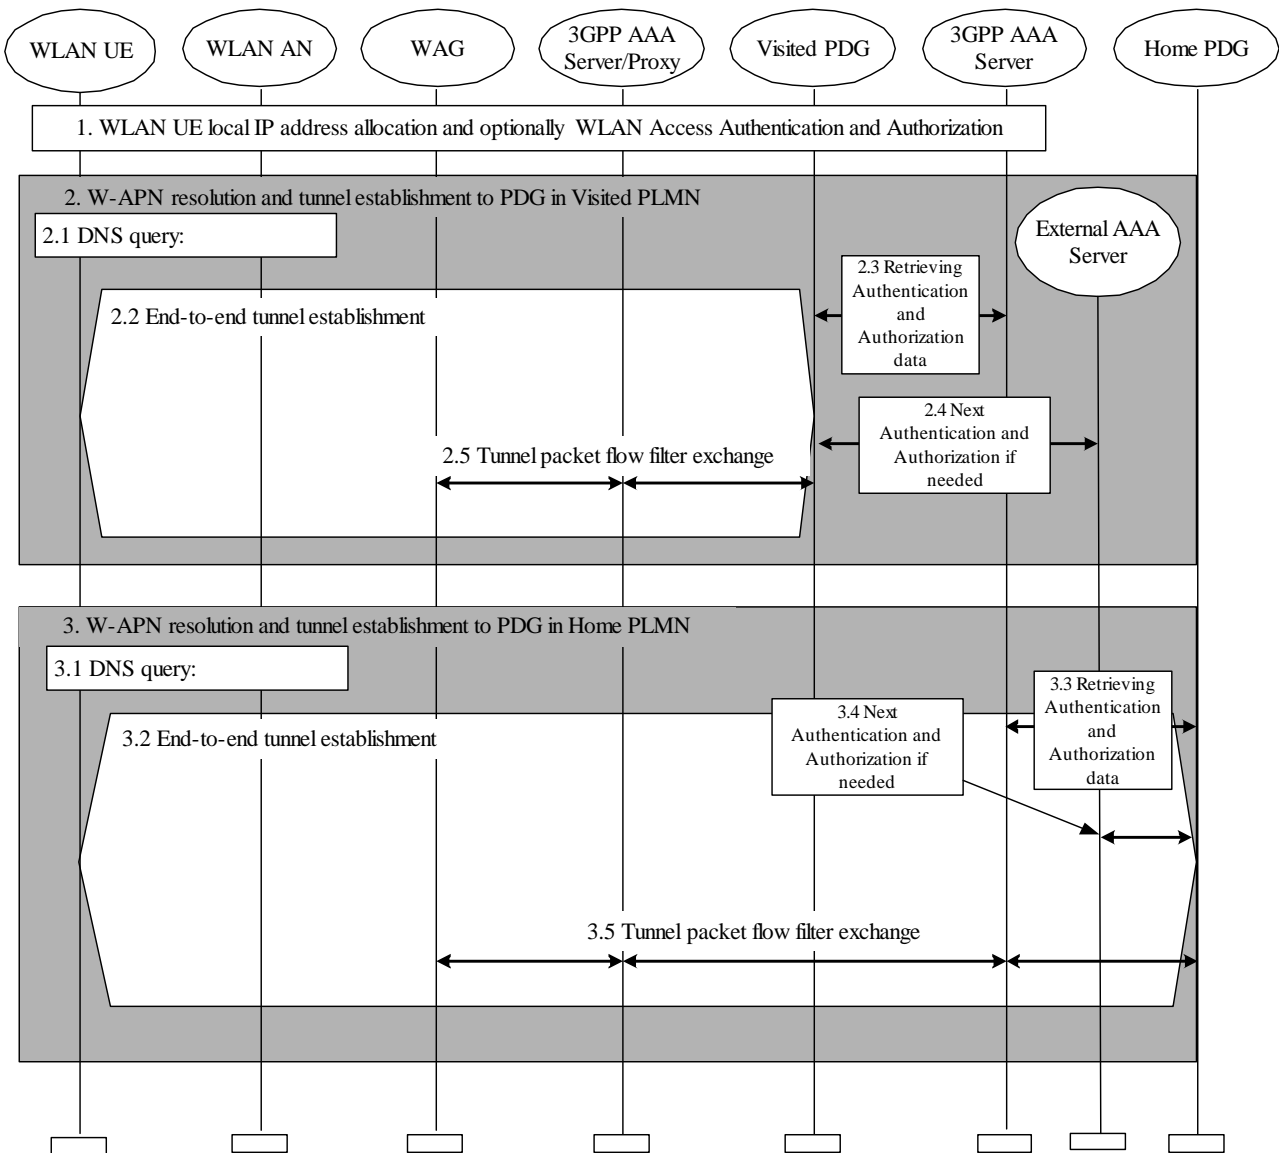 WLAN UE
WLAN AN
WAG
3GPP AAA
Server/Proxy
Visited PDG
3GPP AAA
Server
Home PDG
1. WLAN UE local IP address allocation and optionally WLAN Access Authentication and Authorization
2. W-APN resolution and tunnel establishment to PDG in Visited PLMN
2.1 DNS query:
External AAA
Server
2.2 End-to-end tunnel establishment
2.3 Retrieving
Authentication
and
Authorization
data
2.4 Next
Authentication and
Authorization if
needed
2.5 Tunnel packet flow filter exchange
3. W-APN resolution and tunnel establishment to PDG in Home PLMN
3.1 DNS query:
3.2 End-to-end tunnel establishment
3.3 Retrieving
Authentication
and
Authorization
data
3.4 Next
Authentication and
Authorization if
needed
3.5 Tunnel packet flow filter exchange